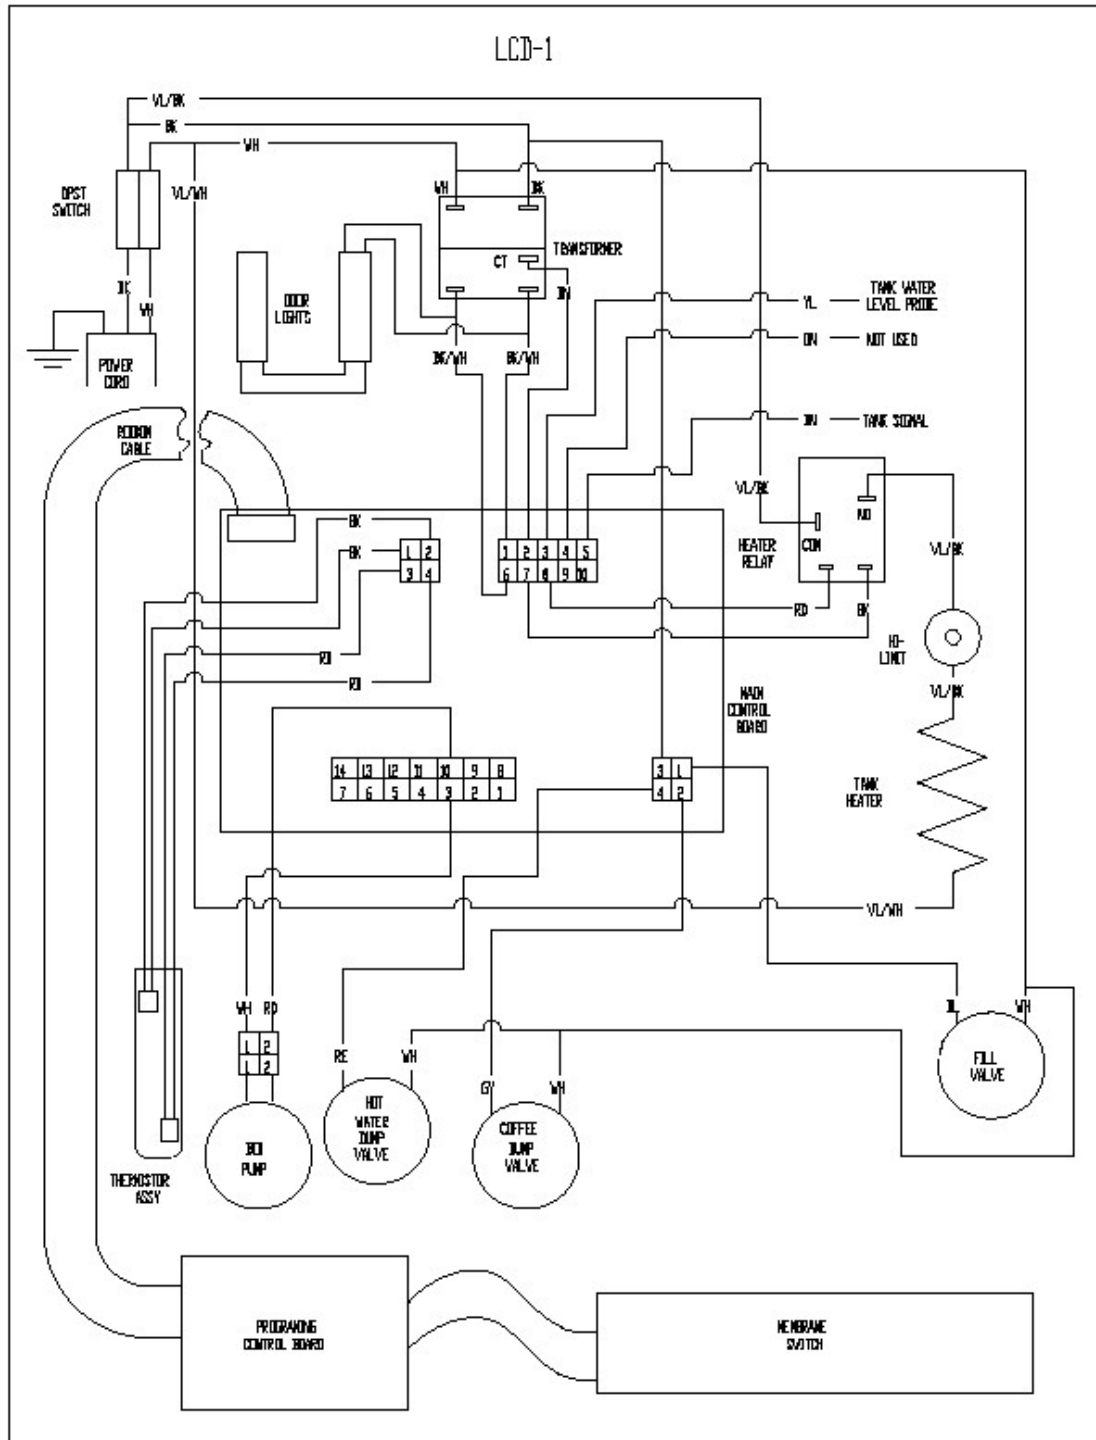 LCD-1
VL/BK
BK
WH
DPST
SWITCH
VL/WH
WH
BK
TRANSFORMER
CT
DOOR
LIGHTS
BK
WH
POWER
CORD
BK/WH
BK/WH
YL
TANK WATER
LEVEL PROBE
NOT USED
TANK SIGNAL
RIBBON
CABLE
VL/BK
NO
COM
HEATER
RELAY
VL/BK
BK
BK
1 2
3 4
1 2 3 4 5
6 7 8 9 10
RD
BK
HI-
LIMIT
VL/BK
RD
RD
MAIN
CONTROL
BOARD
14 13 12 11 10 9 8
7 6 5 4 3 2 1
3 1
4 2
TANK
HEATER
VL/WH
WH
RD
1 2
1 2
RE
WH
GY
WH
WH
FILL
VALVE
HOT
WATER
DUMP
VALVE
COFFEE
DUMP
VALVE
PUMP
THERMISTOR
ASSY
PROGRAMING
CONTROL BOARD
MEMBRANE
SWITCH